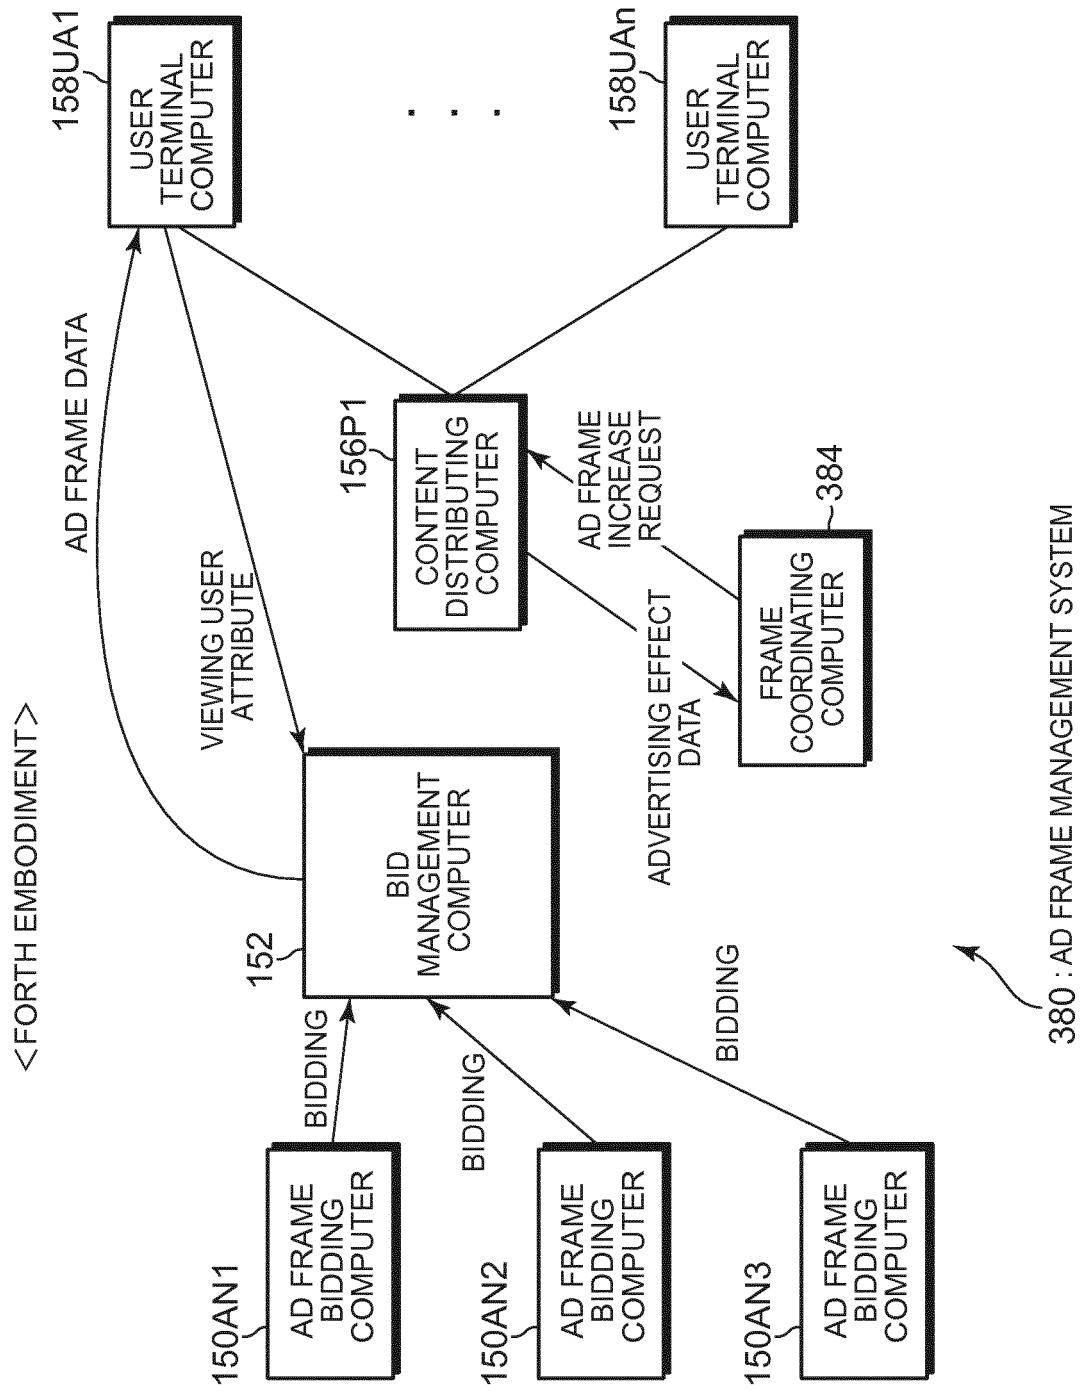 <FORTH EMBODIMENT>
150AN1
AD FRAME
BIDDING
COMPUTER
BIDDING
150AN2
AD FRAME
BIDDING
COMPUTER
BIDDING
150AN3
AD FRAME
BIDDING
COMPUTER
BIDDING
152
BID
MANAGEMENT
COMPUTER
AD FRAME DATA
VIEWING USER
ATTRIBUTE
156P1
CONTENT
DISTRIBUTING
COMPUTER
ADVERTISING EFFECT
DATA
AD FRAME
INCREASE
REQUEST
384
FRAME
COORDINATING
COMPUTER
158UA1
USER
TERMINAL
COMPUTER
. . .
158UAn
USER
TERMINAL
COMPUTER
380 : AD FRAME MANAGEMENT SYSTEM